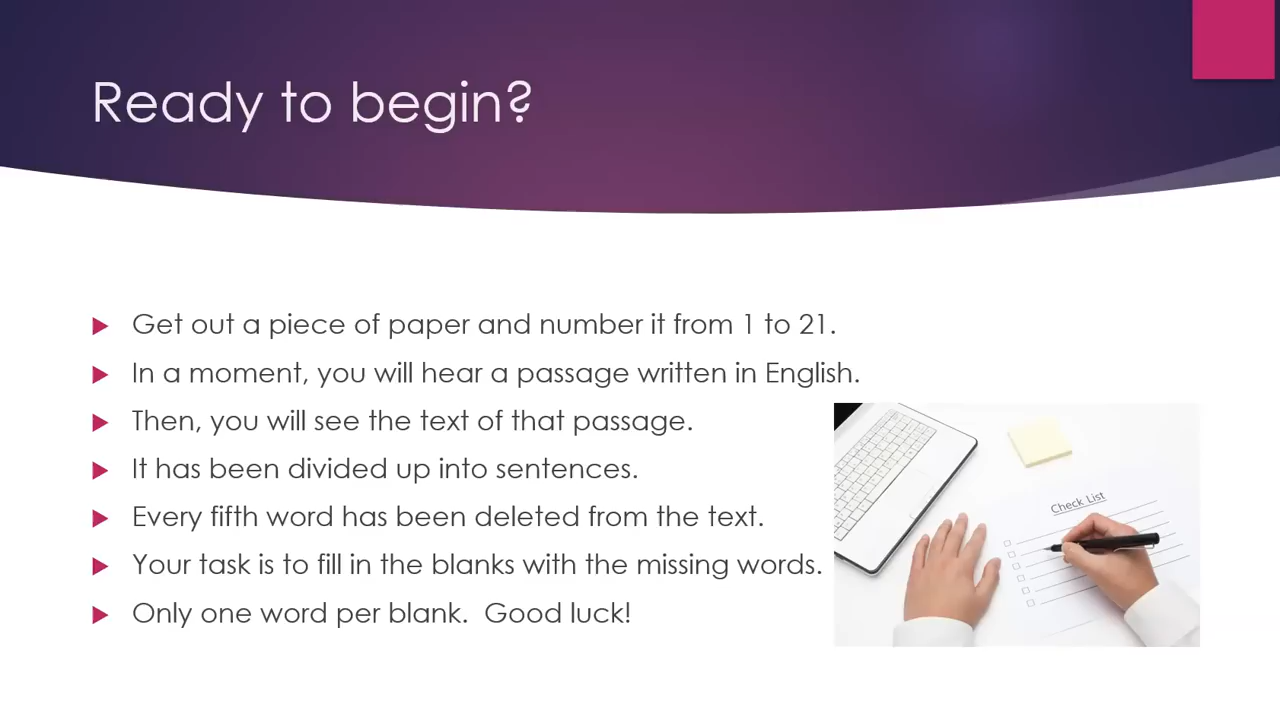 Ready to begin?
Get out a piece of paper and number it from 1 to 21.
In a moment, you will hear a passage written in English.
Then, you will see the text of that passage.
It has been divided up into sentences.
Every fifth word has been deleted from the text.
Your task is to fill in the blanks with the missing words.
Only one word per blank.  Good luck!
Check List